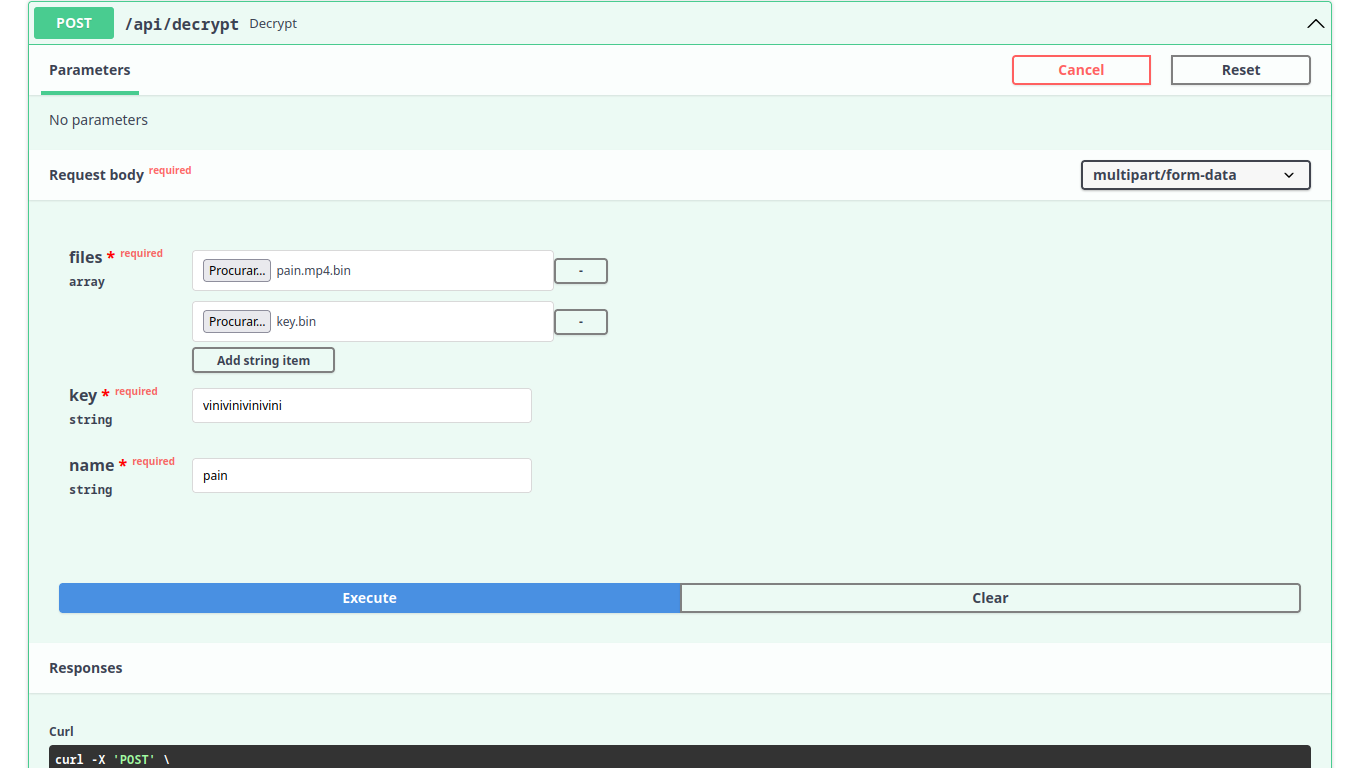 POST /api/decrypt Decrypt
Parameters Cancel Reset
No parameters
Request body required multipart/form-data
files * required Procurar... pain.mp4.bin -
array
Procurar... key.bin -
Add string item
key * required vinivinivinivini
string
name * required pain
string
Execute Clear
Responses
Curl
curl -X 'POST' \